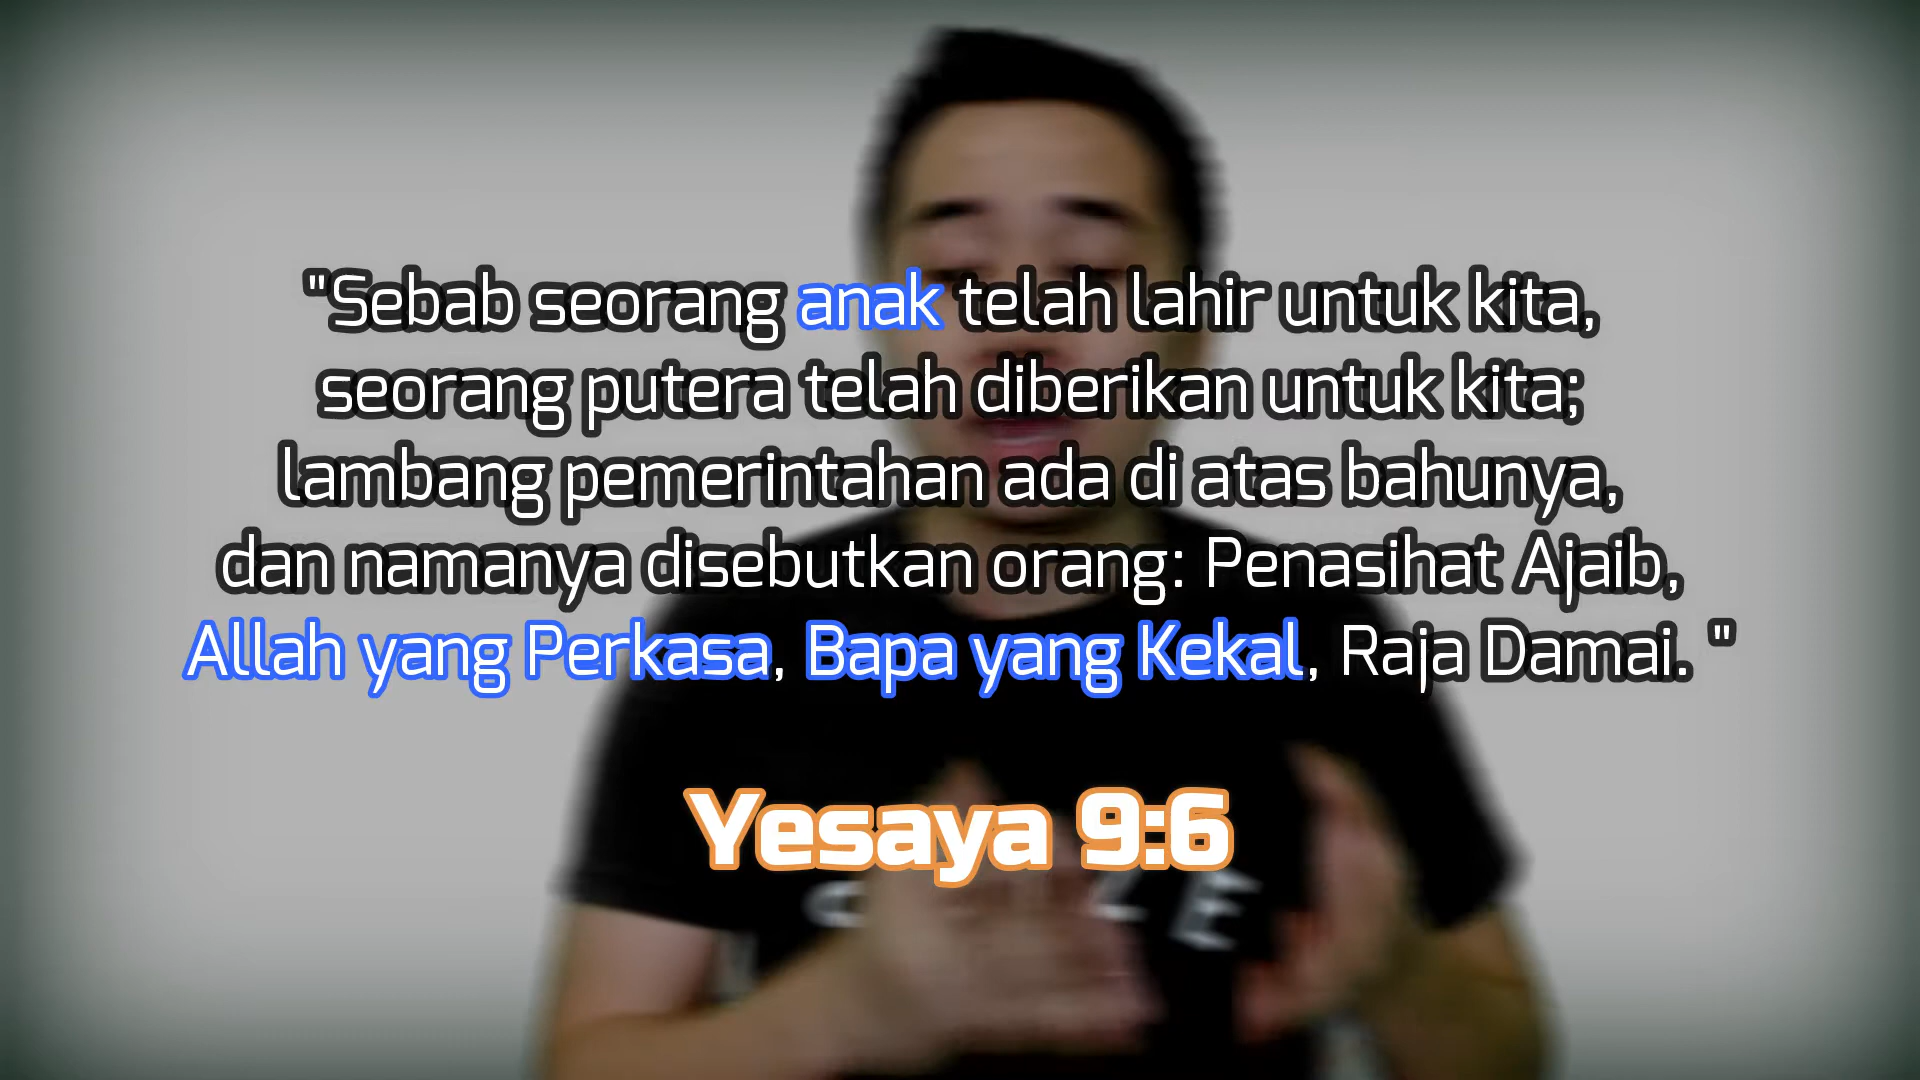 "Sebab seorang anak telah lahir untuk kita,
seorang putera telah diberikan untuk kita;
lambang pemerintahan ada di atas bahunya,
dan namanya disebutkan orang: Penasihat Ajaib,
Allah yang Perkasa, Bapa yang Kekal, Raja Damai. "
Yesaya 9:6